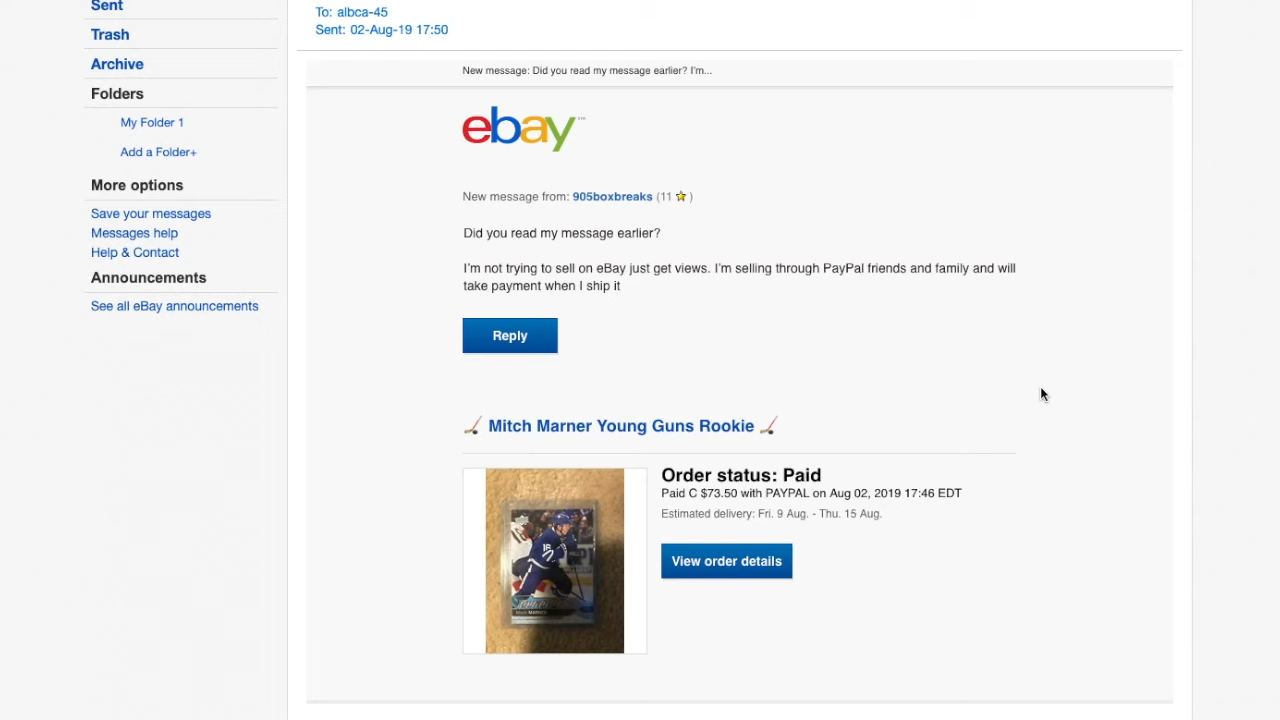 Sent
Trash
Archive
Folders
My Folder 1
Add a Folder+
More options
Save your messages
Messages help
Help & Contact
Announcements
See all eBay announcements
To: albca-45
Sent: 02-Aug-19 17:50
New message: Did you read my message earlier? I'm...
ebay™
New message from: 905boxbreaks (11 )
Did you read my message earlier?
I'm not trying to sell on eBay just get views. I'm selling through PayPal friends and family and will
take payment when I ship it
Reply
🏒 Mitch Marner Young Guns Rookie 🏒
16
MITCH MARNER
Order status: Paid
Paid C $73.50 with PAYPAL on Aug 02, 2019 17:46 EDT
Estimated delivery: Fri. 9 Aug. - Thu. 15 Aug.
View order details